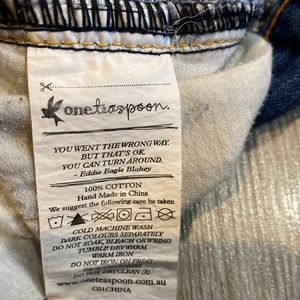 oneteaspoon.
YOU WENT THE WRONG WAY.
BUT THAT'S OK.
YOU CAN TURN AROUND.
- Eddie Eagle Blakey
100% COTTON
Hand Made in China
We suggest the following care be taken
COLD MACHINE WASH
DARK COLOURS SEPARATELY
DO NOT SOAK, BLEACH OR WRING
TUMBLE DRY WARM
WARM IRON
DO NOT IRON ON PRINT
DO NOT DRYCLEAN (X)
www.oneteaspoon.com.au
G01CHINA